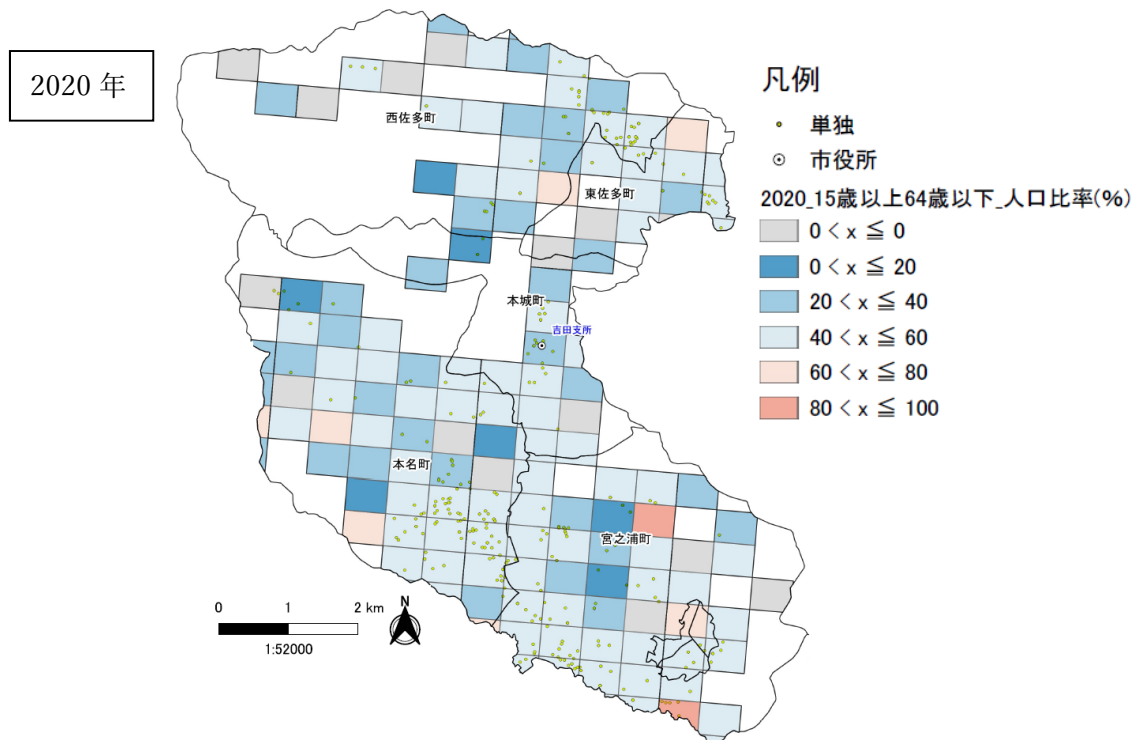 2020 年
西佐多町
東佐多町
本城町
吉田支所
本名町
宮之浦町
0 1 2 km
1:52000
N
凡例
単独
市役所
2020_15歳以上64歳以下_人口比率(%)
0 < x ≦ 0
0 < x ≦ 20
20 < x ≦ 40
40 < x ≦ 60
60 < x ≦ 80
80 < x ≦ 100